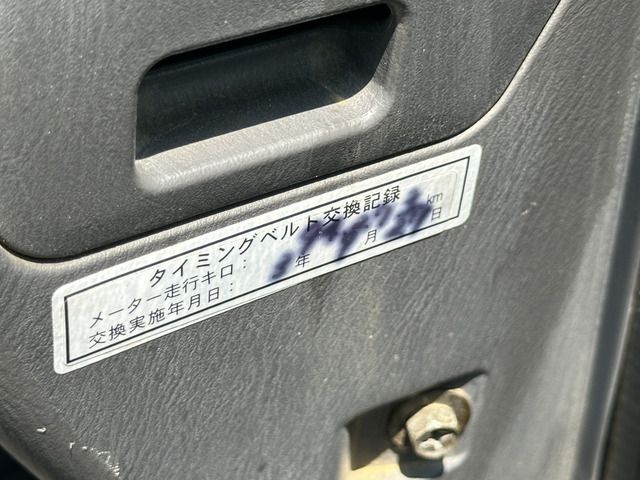 タイミングベルト交換記録
メーター走行キロ： km
交換実施年月日： 年 月 日